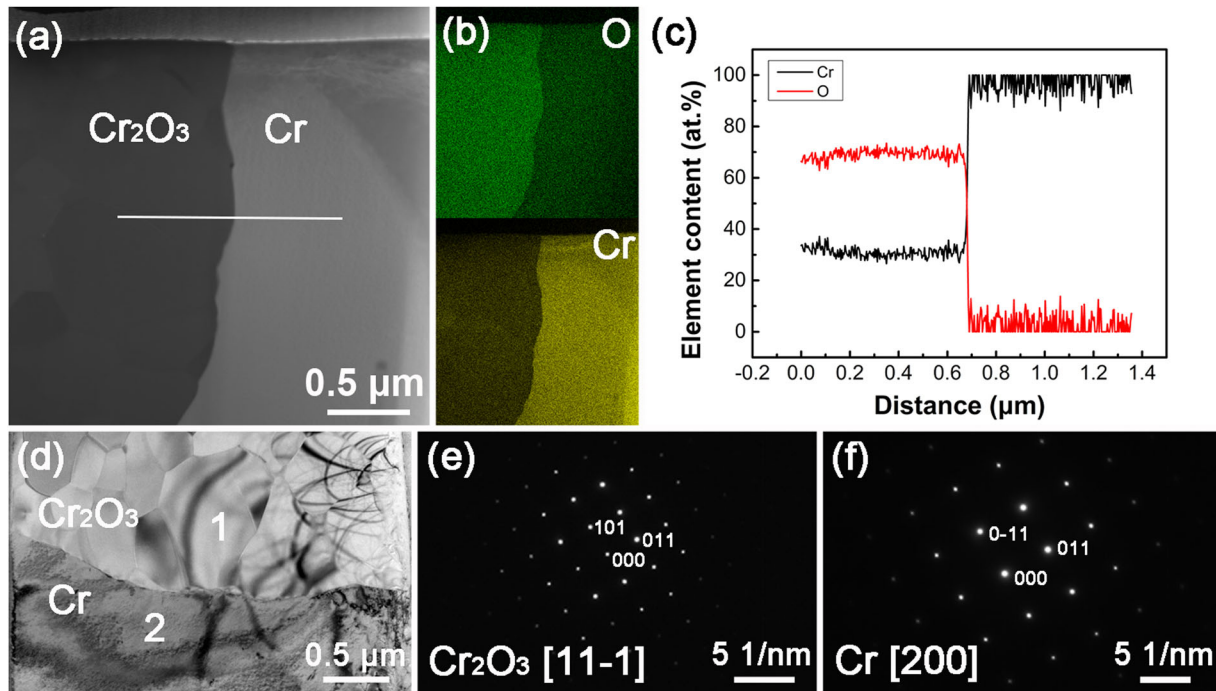 (a)
Cr₂O₃
Cr
0.5 μm
(b)
O
Cr
(c)
Cr
O
Element content (at.%)
100
80
60
40
20
0
-0.2
0.0
0.2
0.4
0.6
0.8
1.0
1.2
1.4
Distance (μm)
(d)
Cr₂O₃
1
Cr
2
0.5 μm
(e)
101
011
000
Cr₂O₃ [11-1]
5 1/nm
(f)
0-11
011
000
Cr [200]
5 1/nm